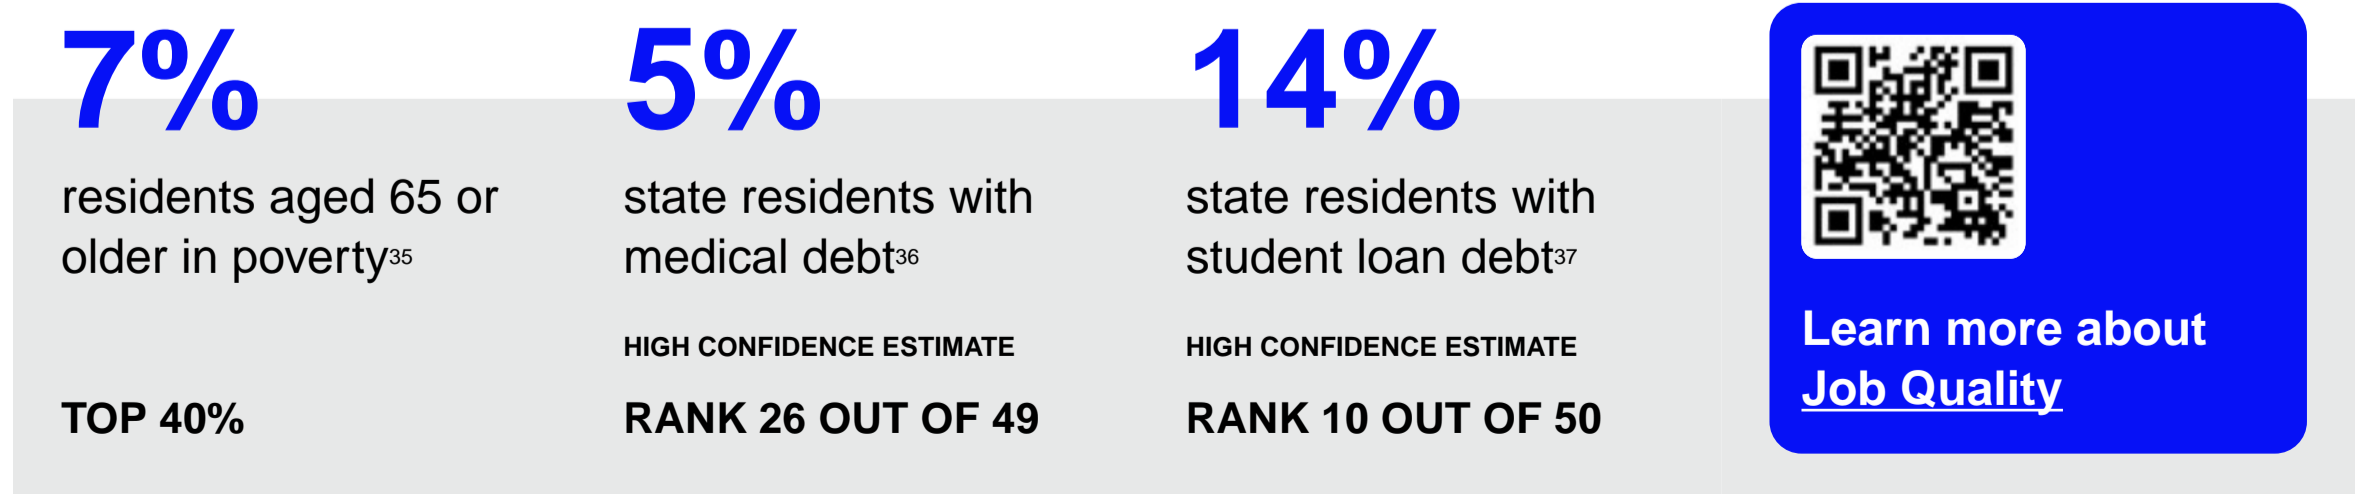 7%
residents aged 65 or
older in poverty35
TOP 40%
5%
state residents with
medical debt36
HIGH CONFIDENCE ESTIMATE
RANK 26 OUT OF 49
14%
state residents with
student loan debt37
HIGH CONFIDENCE ESTIMATE
RANK 10 OUT OF 50
Learn more about
Job Quality